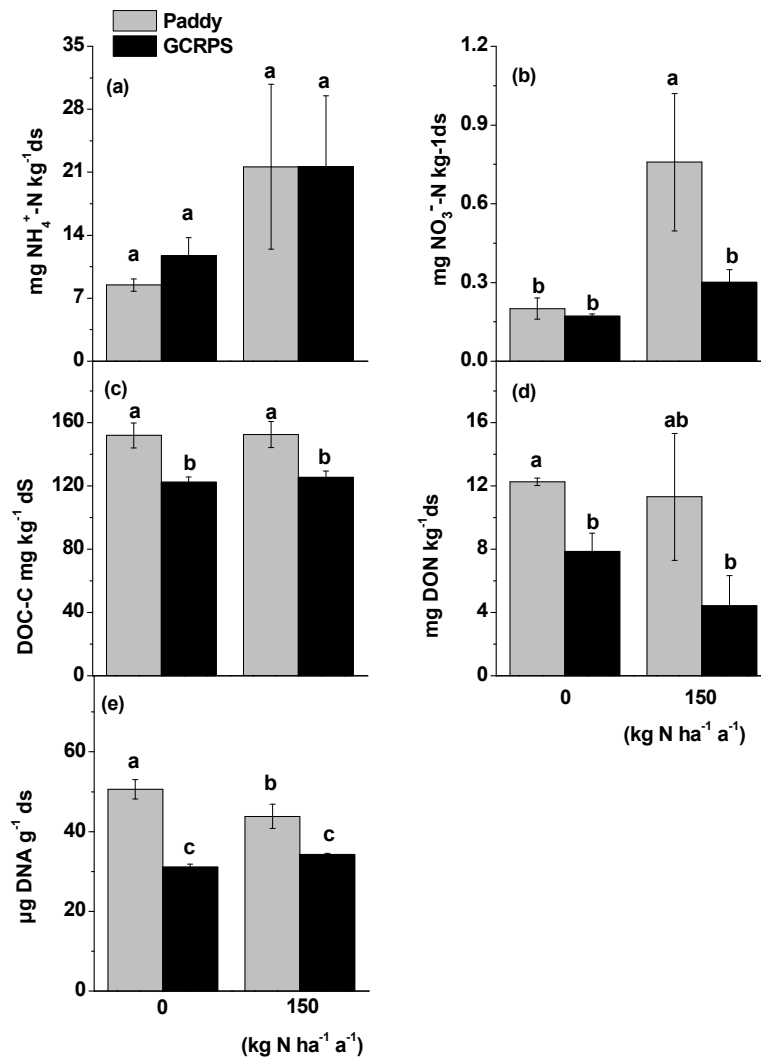 Paddy
GCRPS
(a)
mg NH₄⁺-N kg⁻¹ds
35
28
21
14
7
0
a
a
a
a
(b)
mg NO₃⁻-N kg-1ds
1.2
0.9
0.6
0.3
0.0
b
b
a
b
(c)
DOC-C mg kg⁻¹ dS
160
120
80
40
0
a
b
a
b
(d)
mg DON kg⁻¹ds
16
12
8
4
0
a
b
ab
b
0
150
(kg N ha⁻¹ a⁻¹)
(e)
µg DNA g⁻¹ ds
60
40
20
0
a
c
b
c
0
150
(kg N ha⁻¹ a⁻¹)